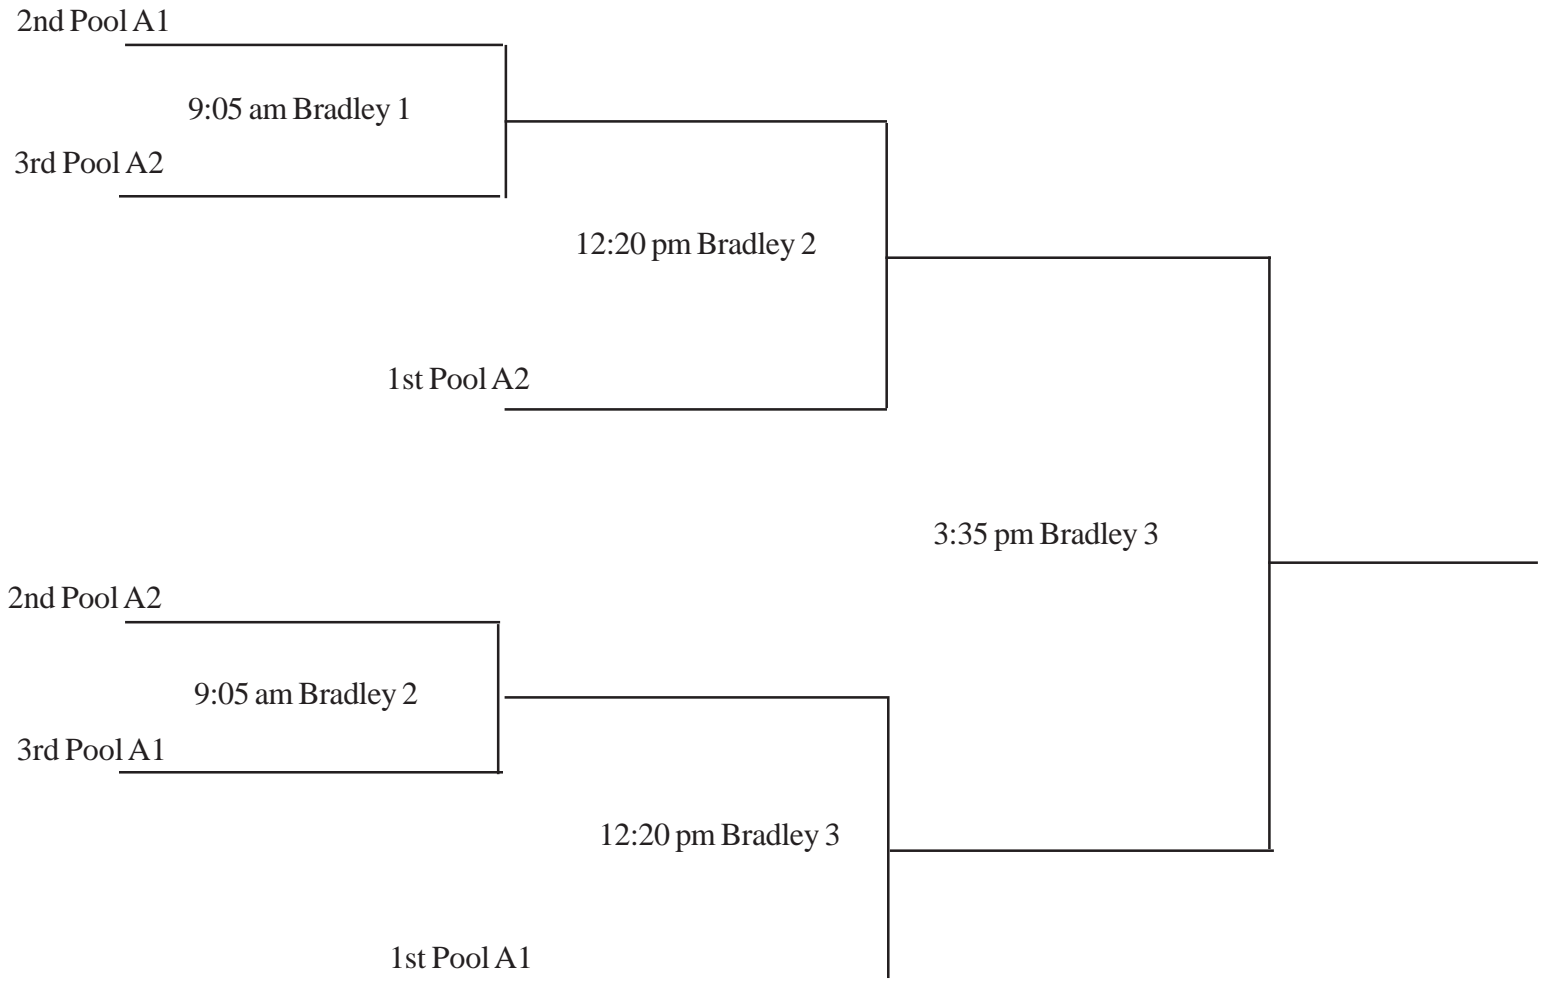 2nd Pool A1
9:05 am Bradley 1
3rd Pool A2
12:20 pm Bradley 2
1st Pool A2
3:35 pm Bradley 3
2nd Pool A2
9:05 am Bradley 2
3rd Pool A1
12:20 pm Bradley 3
1st Pool A1